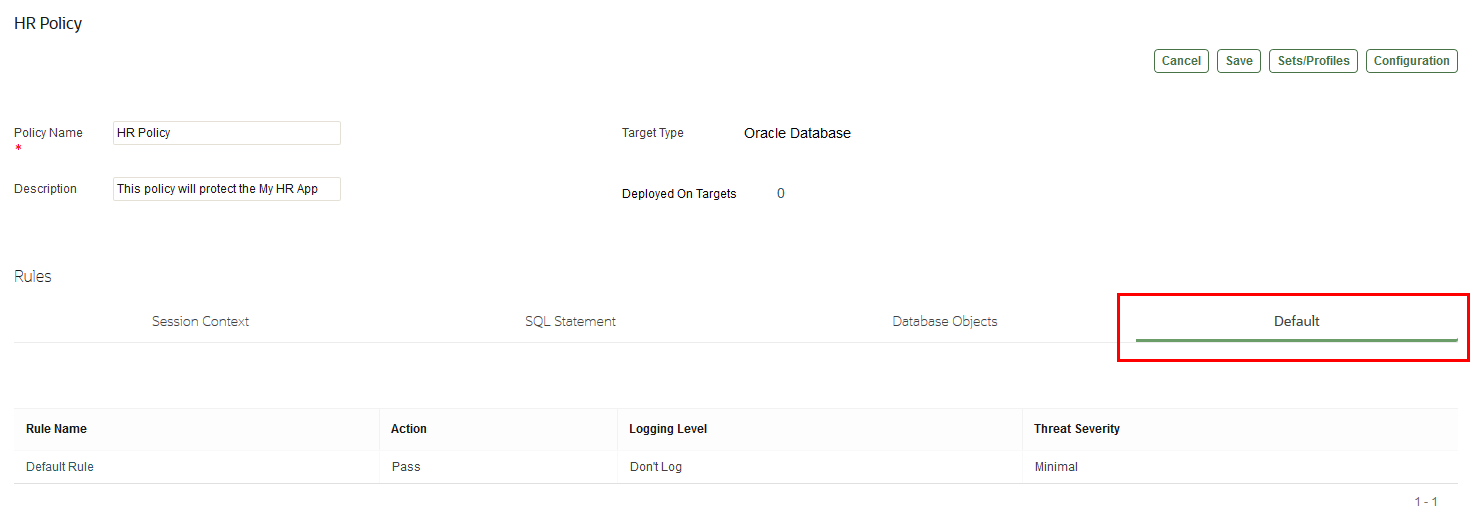 HR Policy
Cancel Save Sets/Profiles Configuration
Policy Name HR Policy Target Type Oracle Database
*
Description This policy will protect the My HR App Deployed On Targets 0
Rules
Session Context SQL Statement Database Objects Default
Rule Name Action Logging Level Threat Severity
Default Rule Pass Don't Log Minimal
1 - 1